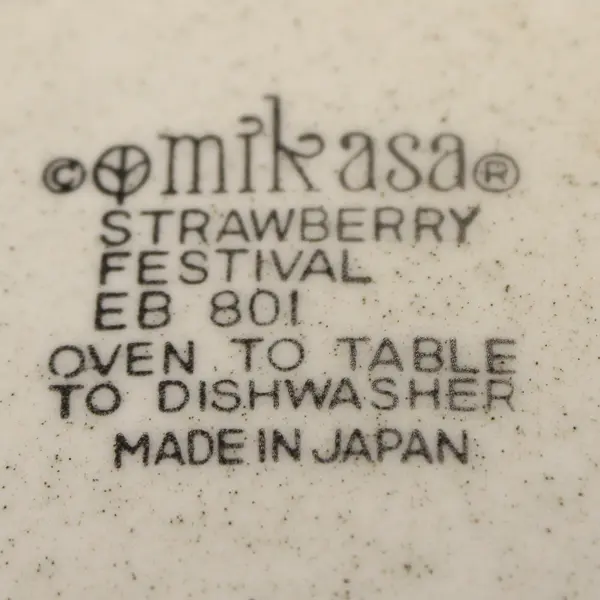 © mikasa®
STRAWBERRY
FESTIVAL
EB 801
OVEN TO TABLE
TO DISHWASHER
MADE IN JAPAN